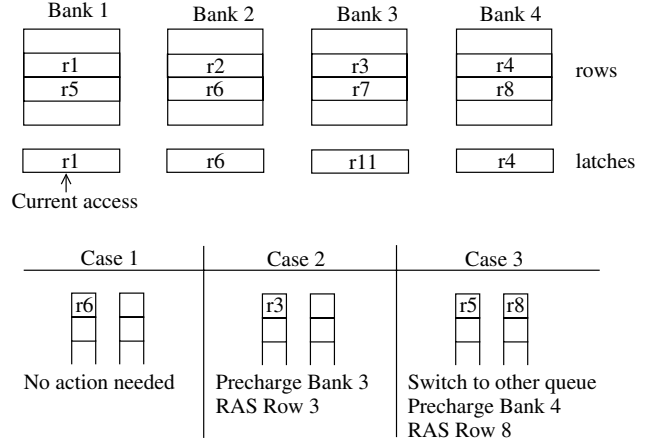 Bank 1 Bank 2 Bank 3 Bank 4
r1 r2 r3 r4 rows
r5 r6 r7 r8
r1 r6 r11 r4 latches
Current access
Case 1 Case 2 Case 3
r6 r3 r5 r8
No action needed Precharge Bank 3 Switch to other queue
RAS Row 3 Precharge Bank 4
RAS Row 8